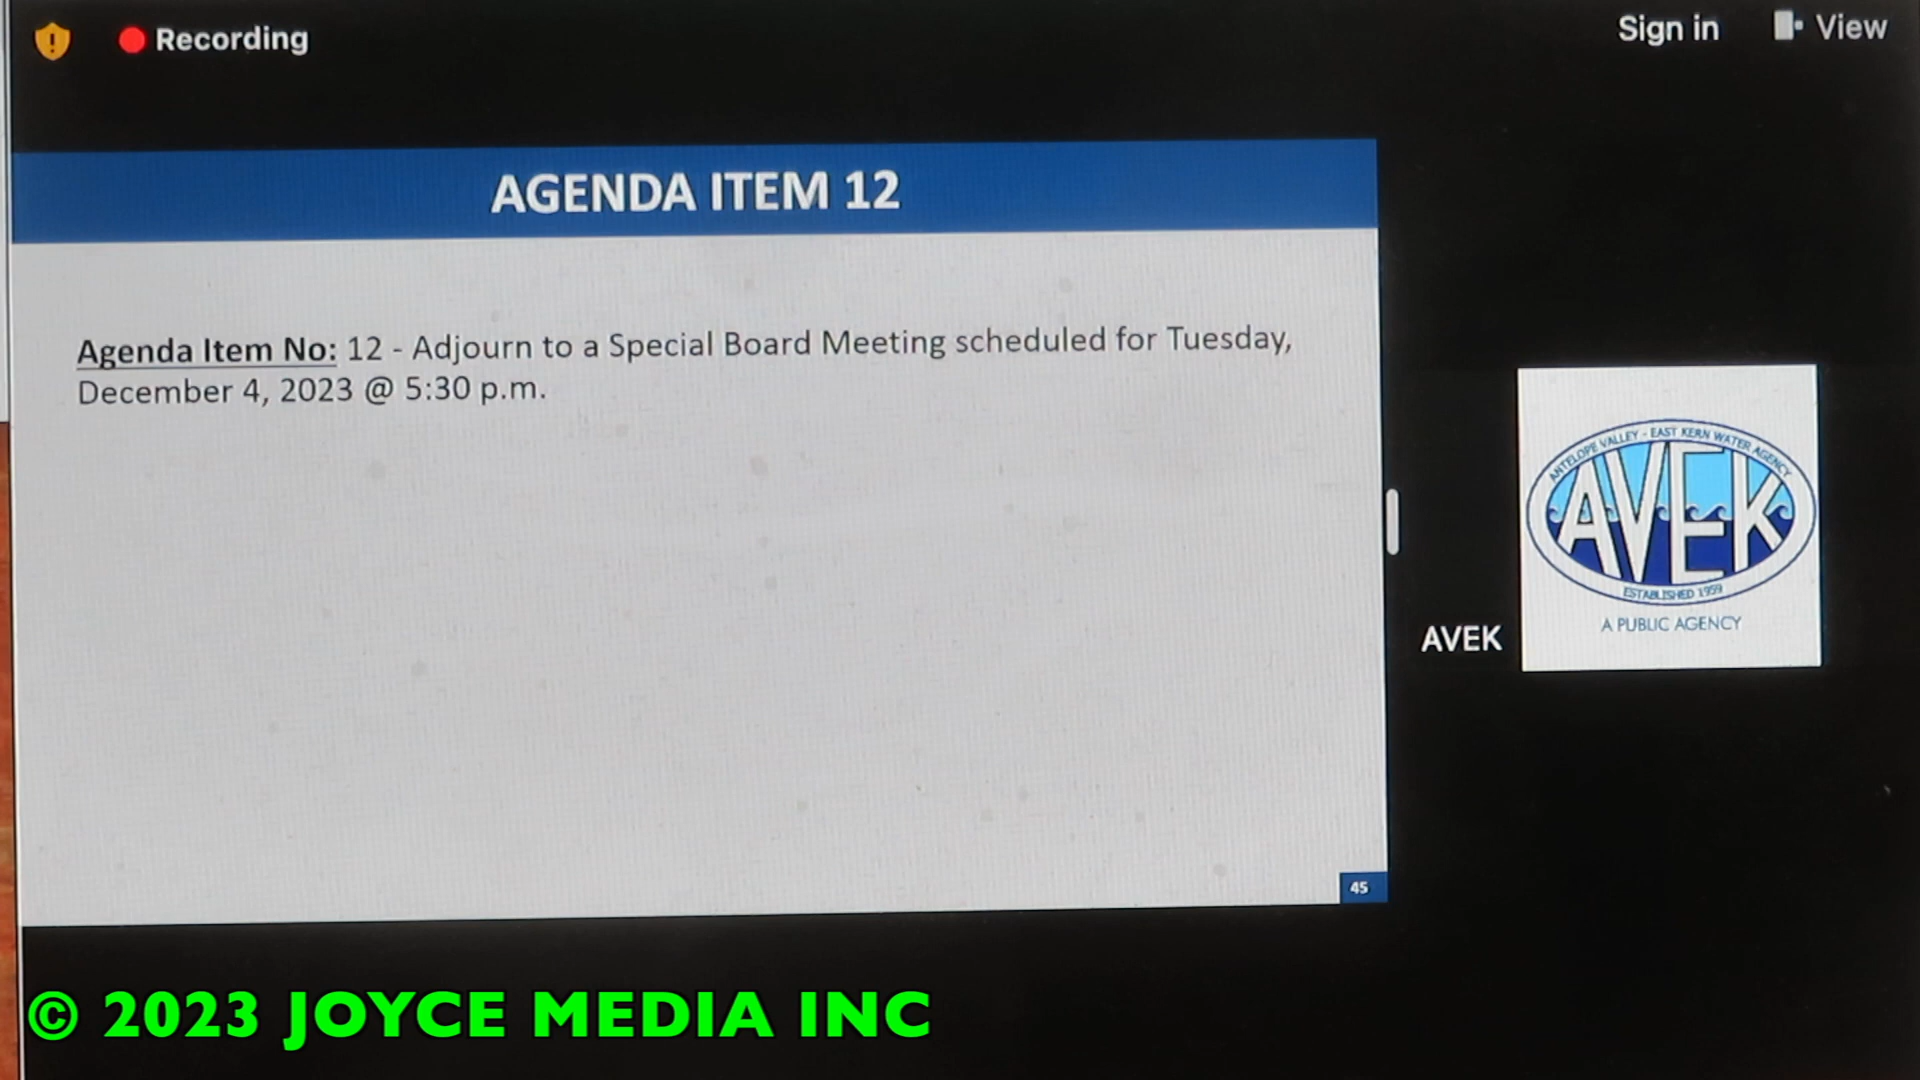 Recording
Sign in
View
AGENDA ITEM 12
Agenda Item No: 12 - Adjourn to a Special Board Meeting scheduled for Tuesday,
December 4, 2023 @ 5:30 p.m.
ANTELOPE VALLEY - EAST KERN WATER AGENCY
AVEK
ESTABLISHED 1959
A PUBLIC AGENCY
AVEK
45
© 2023 JOYCE MEDIA INC